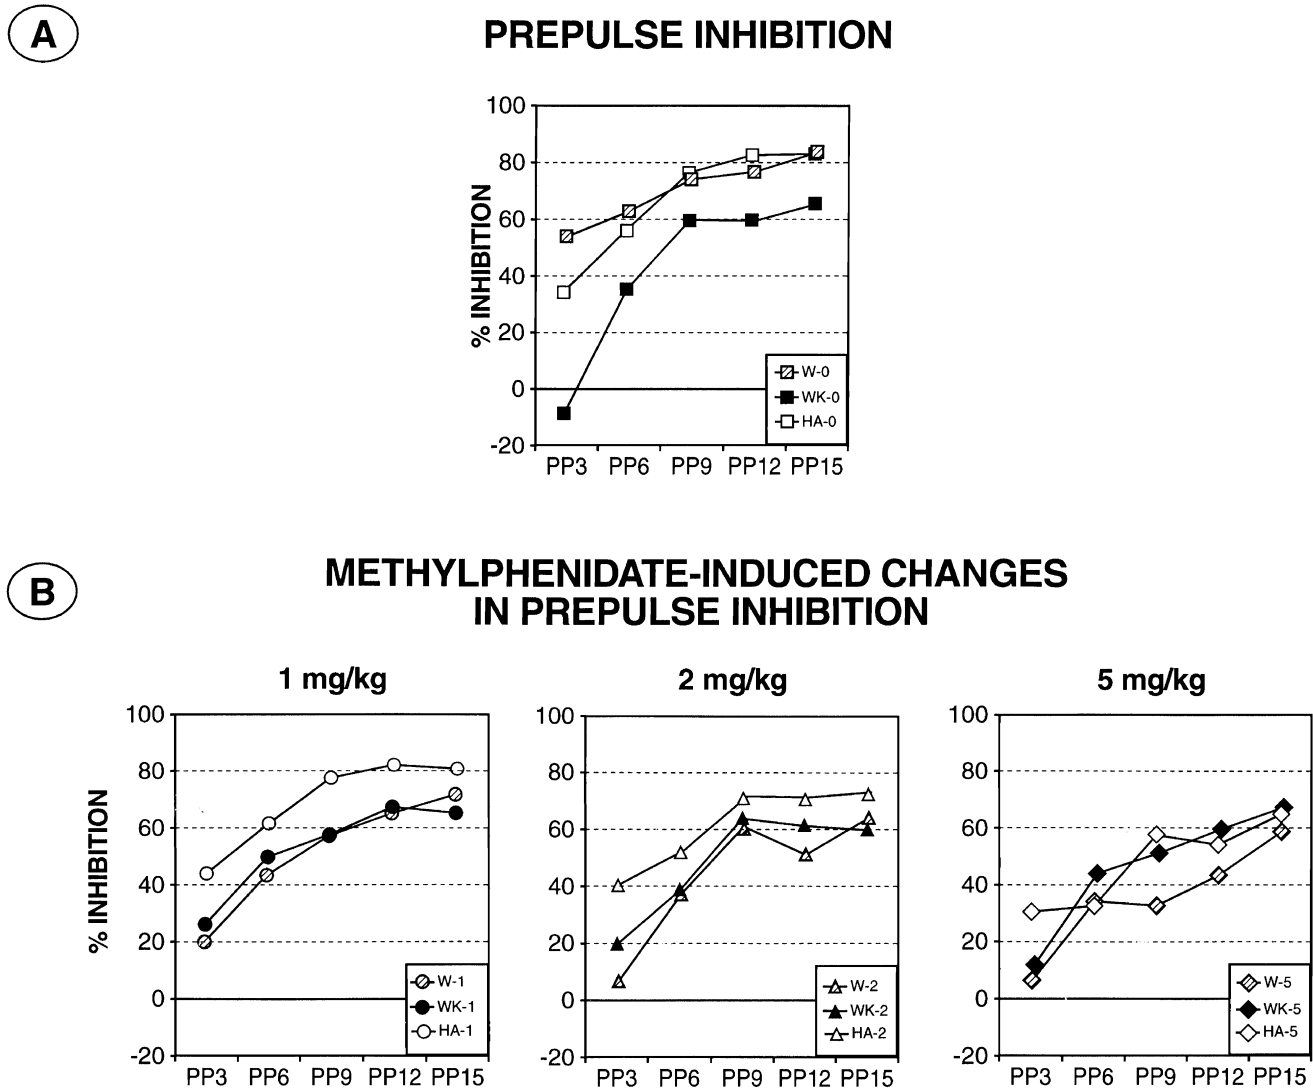 A
PREPULSE INHIBITION
% INHIBITION
100
80
60
40
20
0
-20
W-0
WK-0
HA-0
PP3 PP6 PP9 PP12 PP15
B
METHYLPHENIDATE-INDUCED CHANGES
IN PREPULSE INHIBITION
1 mg/kg
% INHIBITION
100
80
60
40
20
0
-20
W-1
WK-1
HA-1
PP3 PP6 PP9 PP12 PP15
2 mg/kg
100
80
60
40
20
0
-20
W-2
WK-2
HA-2
PP3 PP6 PP9 PP12 PP15
5 mg/kg
100
80
60
40
20
0
-20
W-5
WK-5
HA-5
PP3 PP6 PP9 PP12 PP15